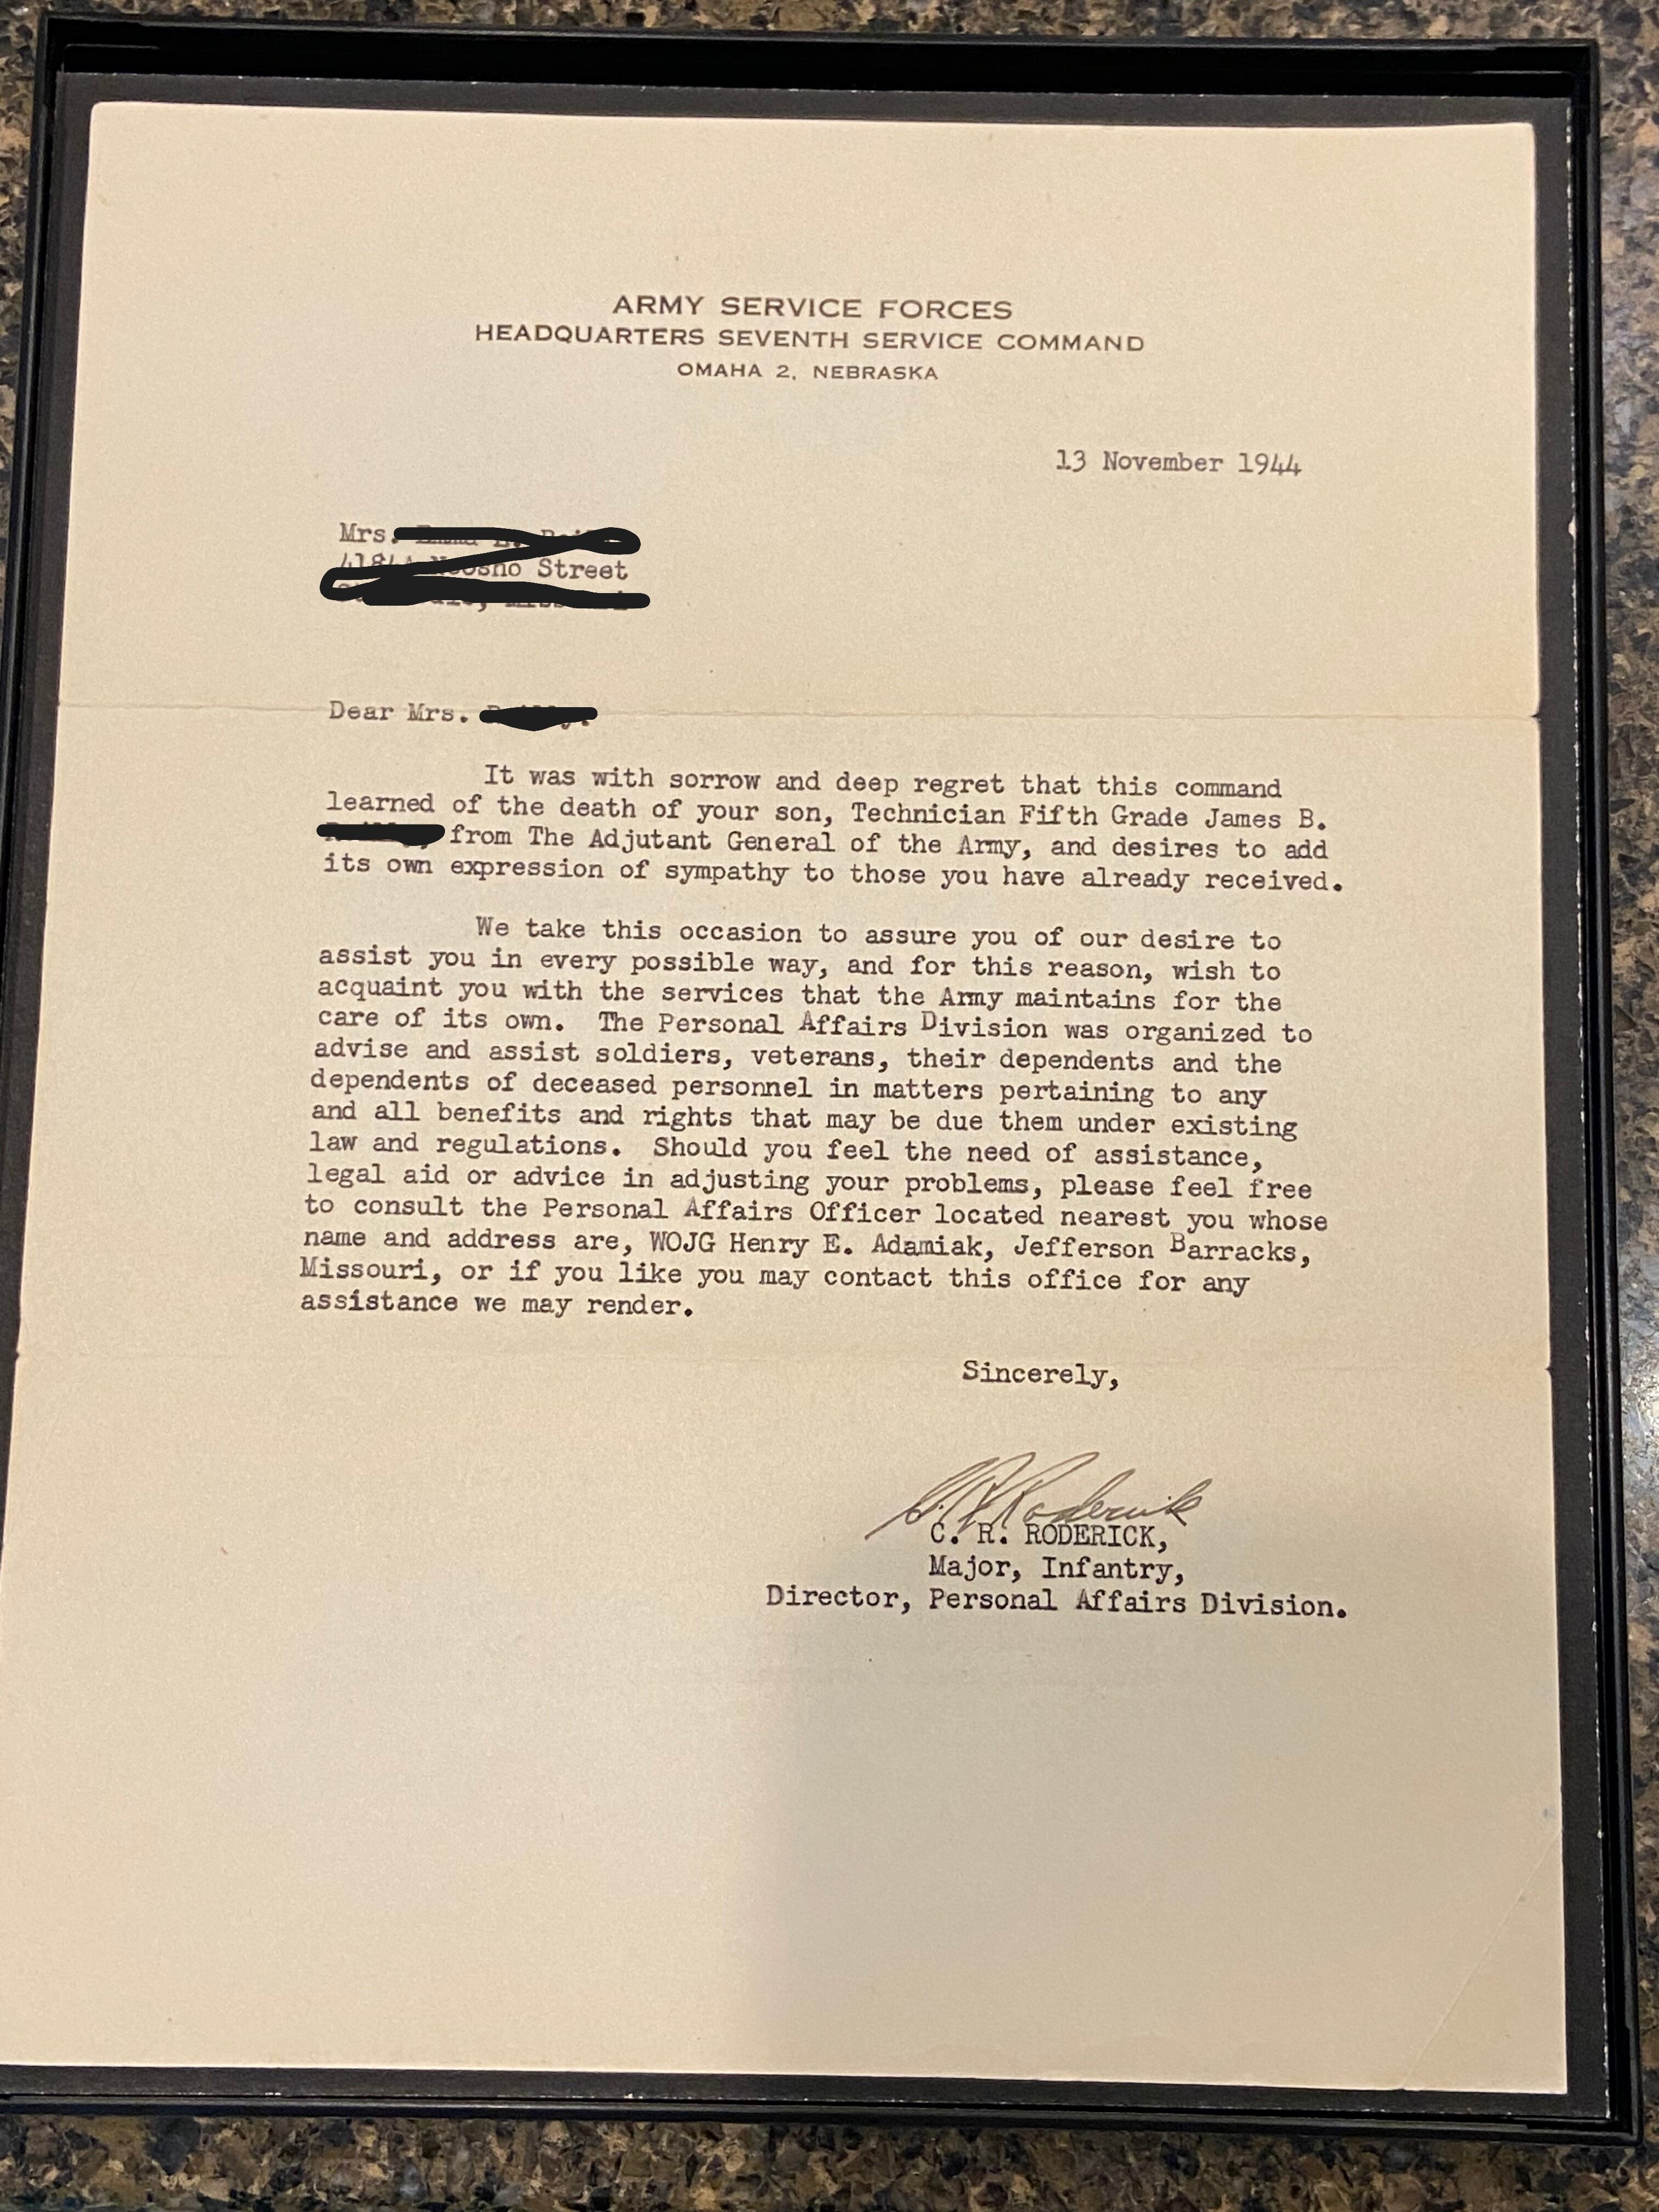 ARMY SERVICE FORCES
HEADQUARTERS SEVENTH SERVICE COMMAND
OMAHA 2, NEBRASKA
13 November 1944
Mrs.
Street
Dear Mrs.
It was with sorrow and deep regret that this command
learned of the death of your son, Technician Fifth Grade James B.
from The Adjutant General of the Army, and desires to add
its own expression of sympathy to those you have already received.
We take this occasion to assure you of our desire to
assist you in every possible way, and for this reason, wish to
acquaint you with the services that the Army maintains for the
care of its own. The Personal Affairs Division was organized to
advise and assist soldiers, veterans, their dependents and the
dependents of deceased personnel in matters pertaining to any
and all benefits and rights that may be due them under existing
law and regulations. Should you feel the need of assistance,
legal aid or advice in adjusting your problems, please feel free
to consult the Personal Affairs Officer located nearest you whose
name and address are, WOJG Henry E. Adamiak, Jefferson Barracks,
Missouri, or if you like you may contact this office for any
assistance we may render.
Sincerely,
C. R. Roderick
C. R. RODERICK,
Major, Infantry,
Director, Personal Affairs Division.